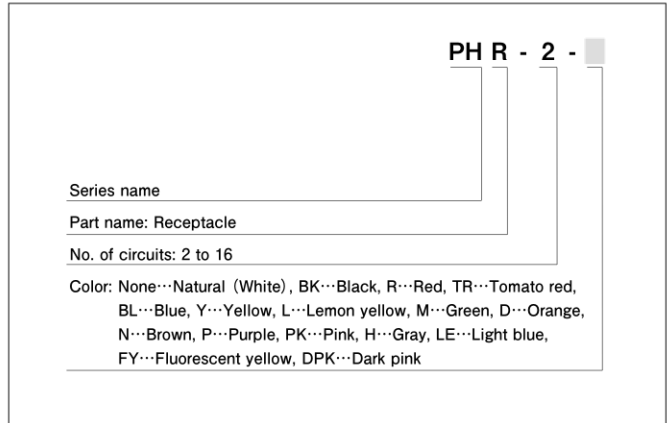 PH R - 2 -
Series name
Part name: Receptacle
No. of circuits: 2 to 16
Color: None…Natural (White), BK…Black, R…Red, TR…Tomato red,
BL…Blue, Y…Yellow, L…Lemon yellow, M…Green, D…Orange,
N…Brown, P…Purple, PK…Pink, H…Gray, LE…Light blue,
FY…Fluorescent yellow, DPK…Dark pink